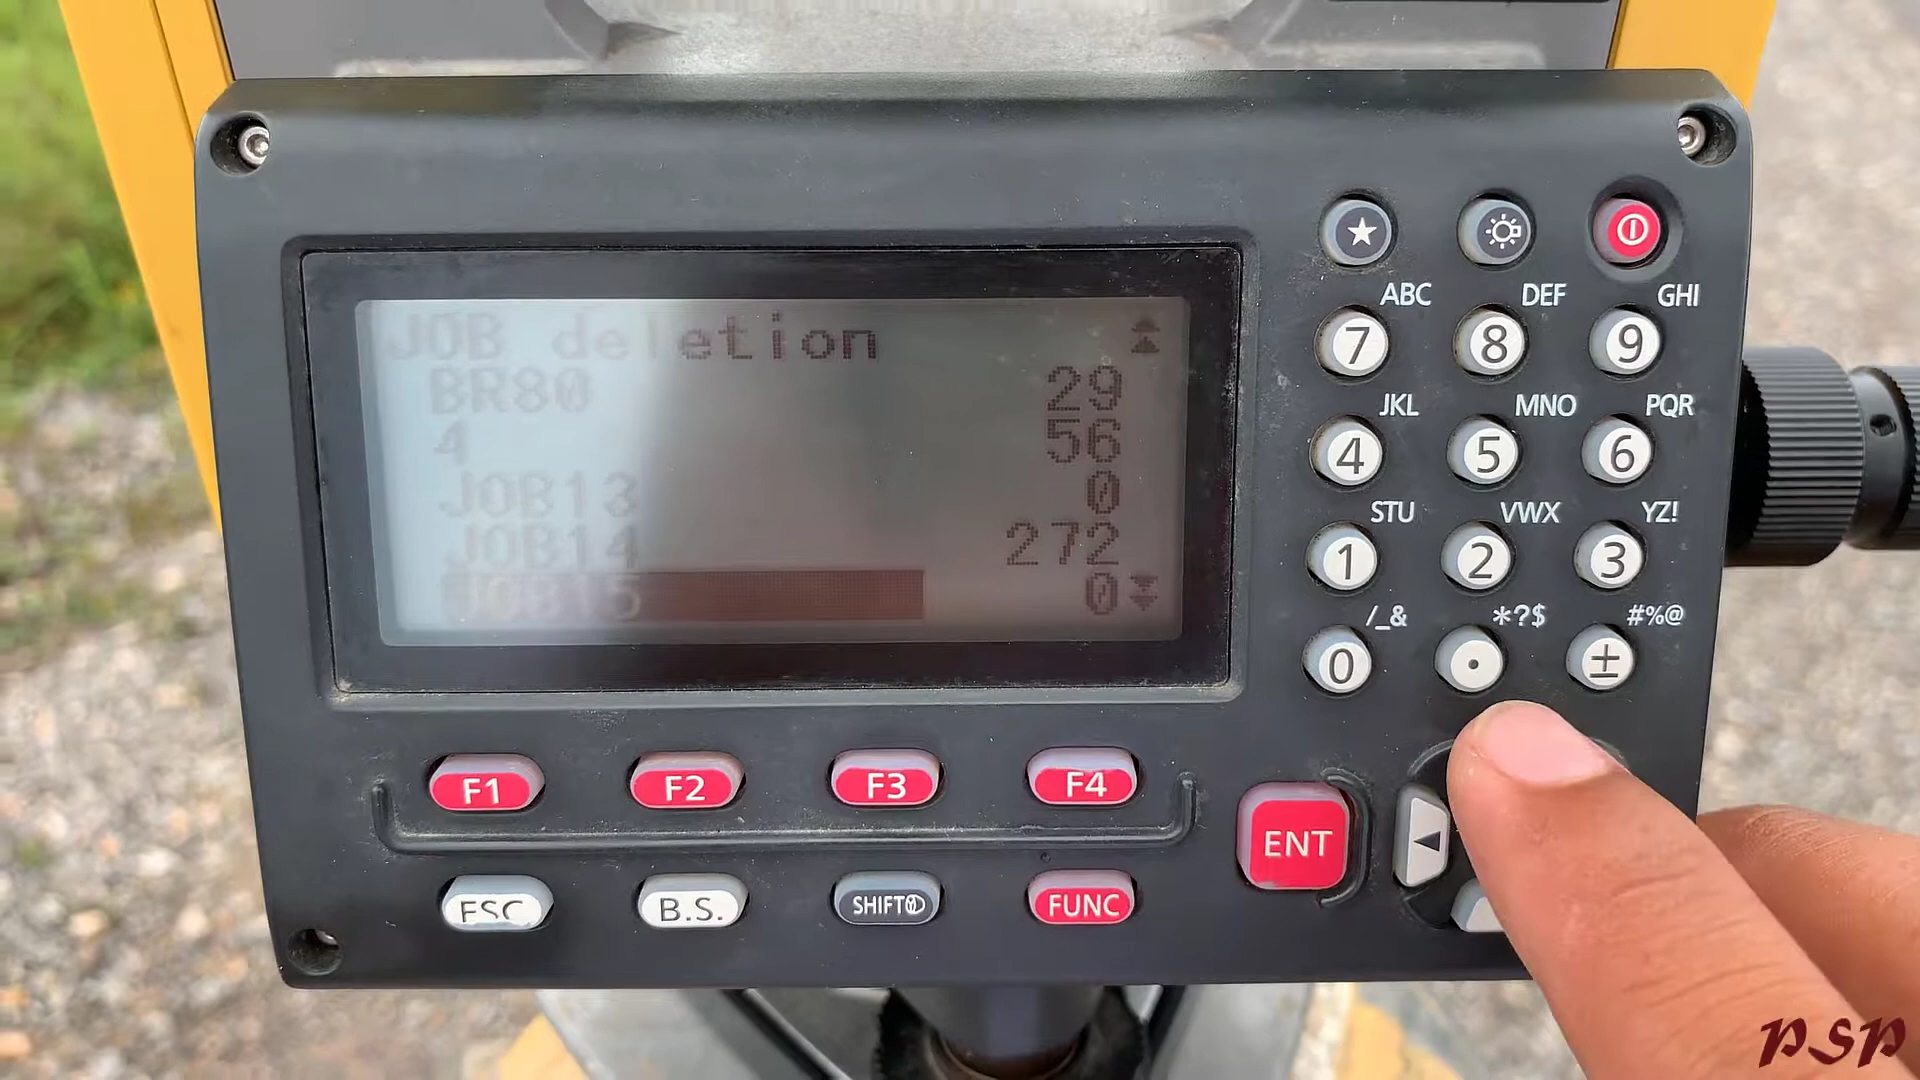 JOB deletion
BR80 29
4 56
JOB13 0
JOB14 272
JOB15 0
ABC DEF GHI
7 8 9
JKL MNO PQR
4 5 6
STU VWX YZ!
1 2 3
/_& *?$ #%@
0 . ±
F1 F2 F3 F4
ENT
ESC B.S. SHIFT FUNC
PSP